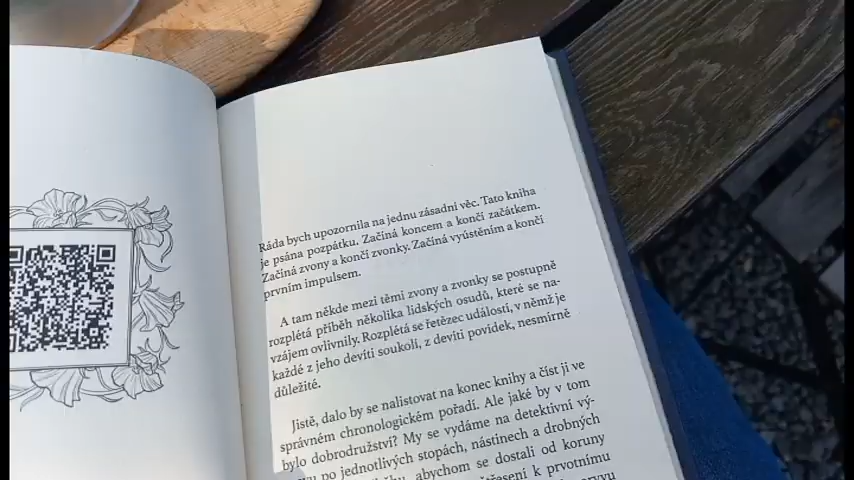 Ráda bych upozornila na jednu zásadní věc. Tato kniha
je psána pozpátku. Začíná koncem a končí začátkem.
Začíná zvony a končí zvonky. Začíná vyústěním a končí
prvním impulsem.
A tam někde mezi těmi zvony a zvonky se postupně
rozplétá příběh několika lidských osudů, které se na-
vzájem ovlivnily. Rozplétá se řetězec událostí, v němž je
každé z jeho devíti soukolí, z devíti povídek, nesmírně
důležité.
Jistě, dalo by se nalistovat na konec knihy a číst ji ve
správném chronologickém pořadí. Ale jaké by v tom
bylo dobrodružství? My se vydáme na detektivní vý-
po jednotlivých stopách, nástinech a drobných
abychom se dostali od koruny
k prvotnímu